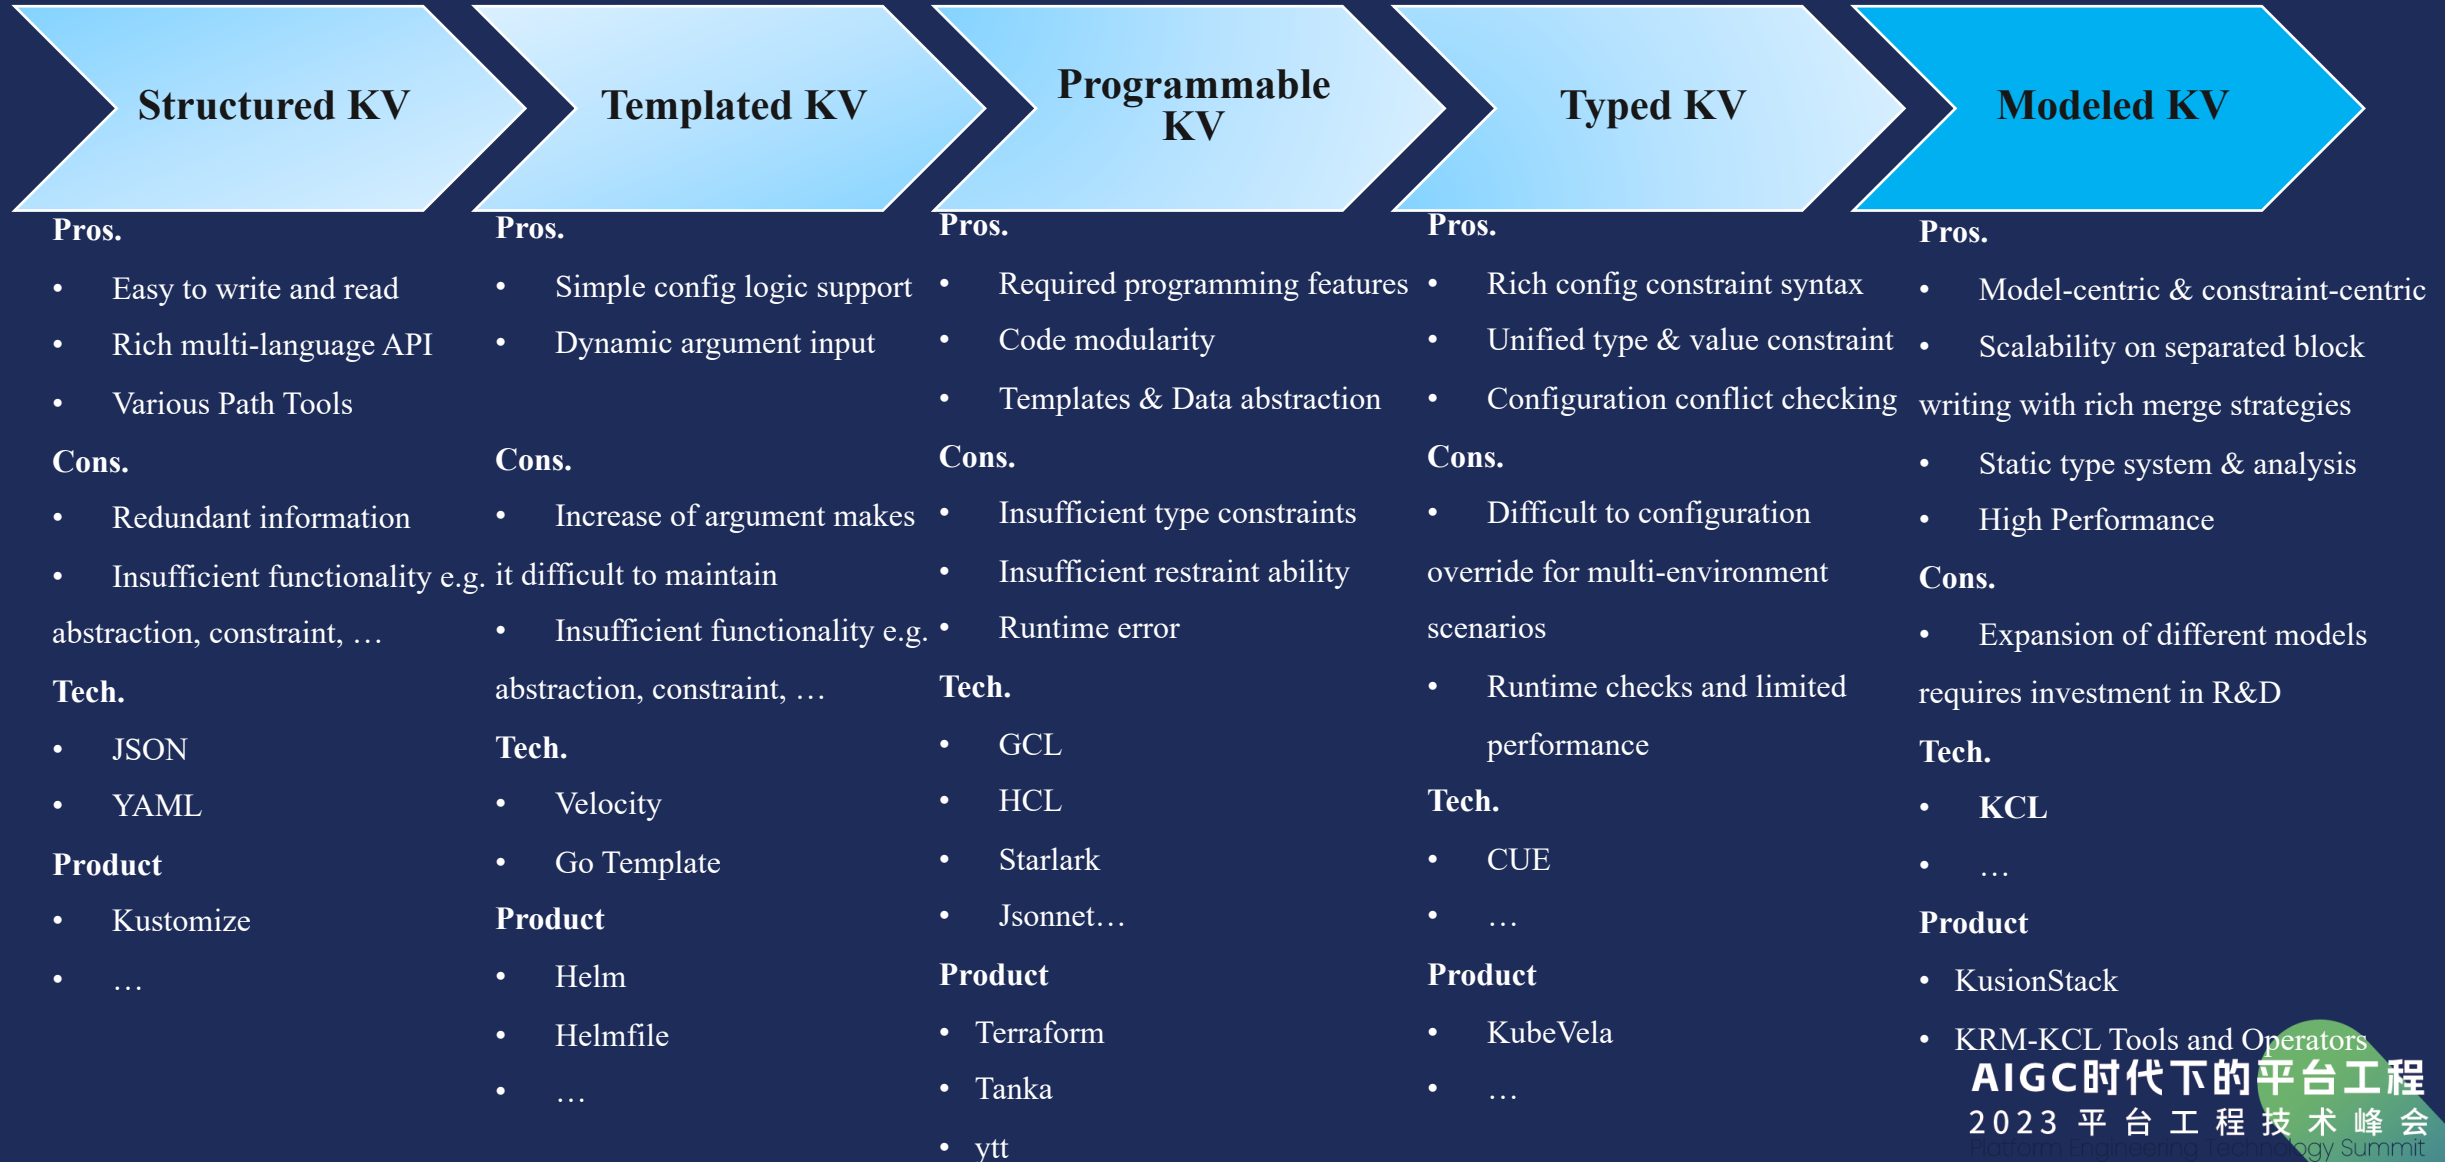 Structured KV
Pros.
• Easy to write and read
• Rich multi-language API
• Various Path Tools
Cons.
• Redundant information
• Insufficient functionality e.g.
abstraction, constraint, …
Tech.
• JSON
• YAML
Product
• Kustomize
• …
Templated KV
Pros.
• Simple config logic support
• Dynamic argument input
Cons.
• Increase of argument makes
it difficult to maintain
• Insufficient functionality e.g.
abstraction, constraint, …
Tech.
• Velocity
• Go Template
Product
• Helm
• Helmfile
• …
Programmable
KV
Pros.
• Required programming features
• Code modularity
• Templates & Data abstraction
Cons.
• Insufficient type constraints
• Insufficient restraint ability
• Runtime error
Tech.
• GCL
• HCL
• Starlark
• Jsonnet…
Product
• Terraform
• Tanka
• ytt
Typed KV
Pros.
• Rich config constraint syntax
• Unified type & value constraint
• Configuration conflict checking
Cons.
• Difficult to configuration
override for multi-environment
scenarios
• Runtime checks and limited
performance
Tech.
• CUE
• …
Product
• KubeVela
• …
Modeled KV
Pros.
• Model-centric & constraint-centric
• Scalability on separated block
writing with rich merge strategies
• Static type system & analysis
• High Performance
Cons.
• Expansion of different models
requires investment in R&D
Tech.
• KCL
• …
Product
• KusionStack
• KRM-KCL Tools and Operators
AIGC时代下的平台工程
2023 平台工程技术峰会
Platform Engineering Technology Summit